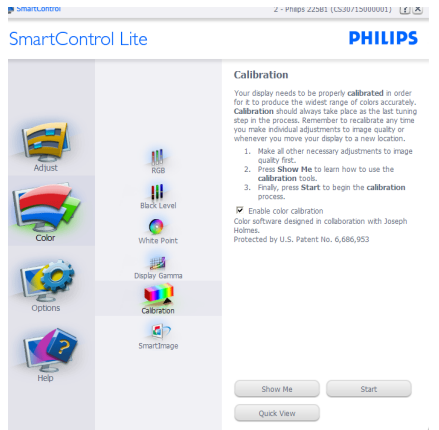 SmartControl
2 - Philips 225B1 (CS30715000001)
SmartControl Lite
PHILIPS
Adjust
Color
Options
Help
RGB
Black Level
White Point
Display Gamma
Calibration
SmartImage
Calibration
Your display needs to be properly calibrated in order
for it to produce the widest range of colors accurately.
Calibration should always take place as the last tuning
step in the process. Remember to recalibrate any time
you make individual adjustments to image quality or
whenever you move your display to a new location.
1. Make all other necessary adjustments to image
quality first.
2. Press Show Me to learn how to use the
calibration tools.
3. Finally, press Start to begin the calibration
process.
Enable color calibration
Color software designed in collaboration with Joseph
Holmes.
Protected by U.S. Patent No. 6,686,953
Show Me
Start
Quick View